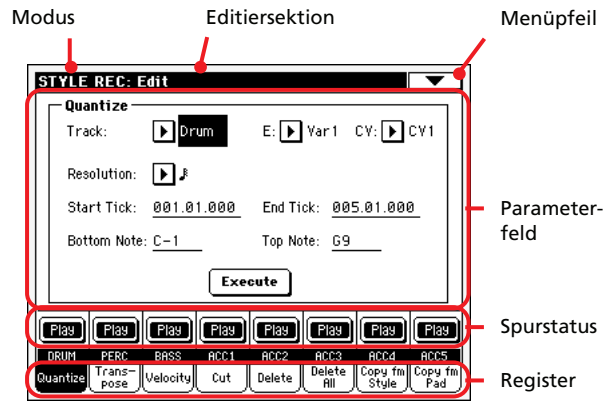 Modus Editiersektion Menüpfeil
STYLE REC: Edit
Quantize
Track: Drum E: Var1 CV: CV1
Resolution:
Start Tick: 001.01.000 End Tick: 005.01.000
Parameter-
feld
Bottom Note: C-1 Top Note: G9
Execute
Play Play Play Play Play Play Play Play
Spurstatus
DRUM PERC BASS ACC1 ACC2 ACC3 ACC4 ACC5
Quantize Trans-
pose Velocity Cut Delete Delete
All Copy fm
Style Copy fm
Pad
Register